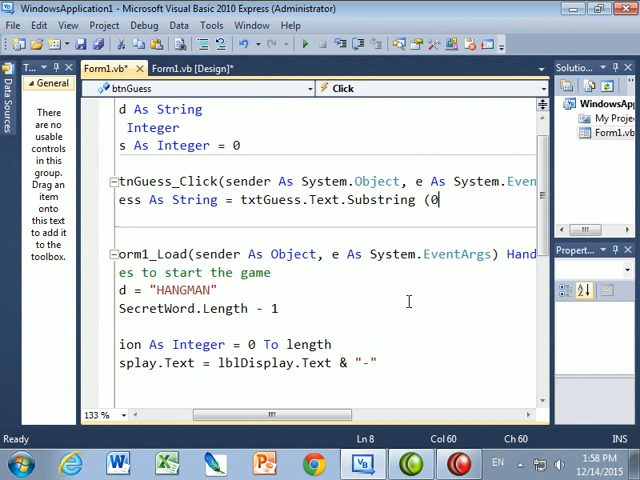 WindowsApplication1 - Microsoft Visual Basic 2010 Express (Administrator)
File Edit View Project Debug Data Tools Window Help
T...
General
There are no usable controls in this group. Drag an item onto this text to add it to the toolbox.
Data Sources
Form1.vb* Form1.vb [Design]*
btnGuess Click
d As String
Integer
s As Integer = 0
tnGuess_Click(sender As System.Object, e As System.Even
ess As String = txtGuess.Text.Substring (0
orm1_Load(sender As Object, e As System.EventArgs) Hand
es to start the game
d = "HANGMAN"
SecretWord.Length - 1
ion As Integer = 0 To length
splay.Text = lblDisplay.Text & "-"
133 %
Solutio...
WindowsAp
My Proje
Form1.vb
Propert...
Ready Ln 8 Col 60 Ch 60 INS
EN 1:58 PM
12/14/2015